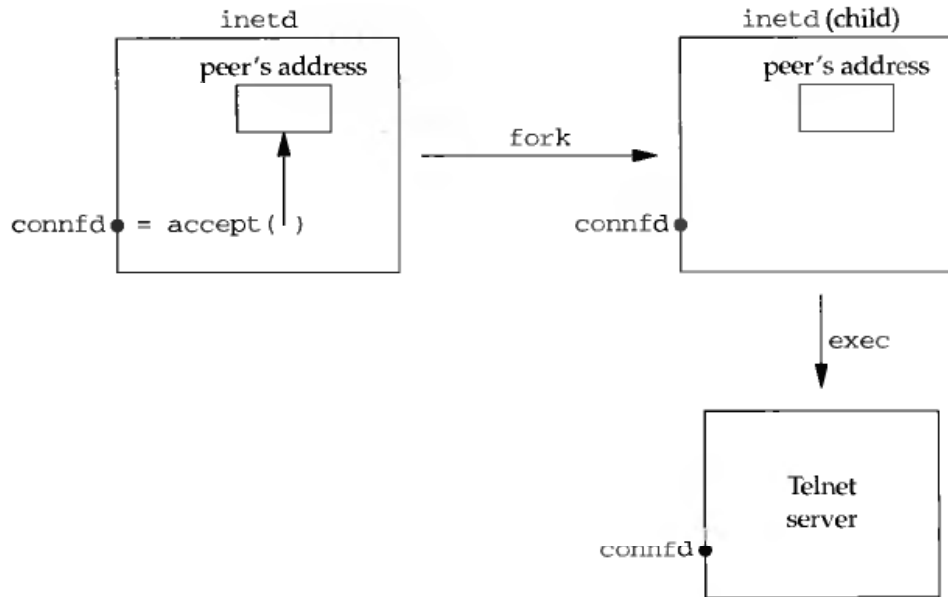 inetd
peer's address
connfd = accept( )
fork
inetd (child)
peer's address
connfd
exec
Telnet
server
connfd